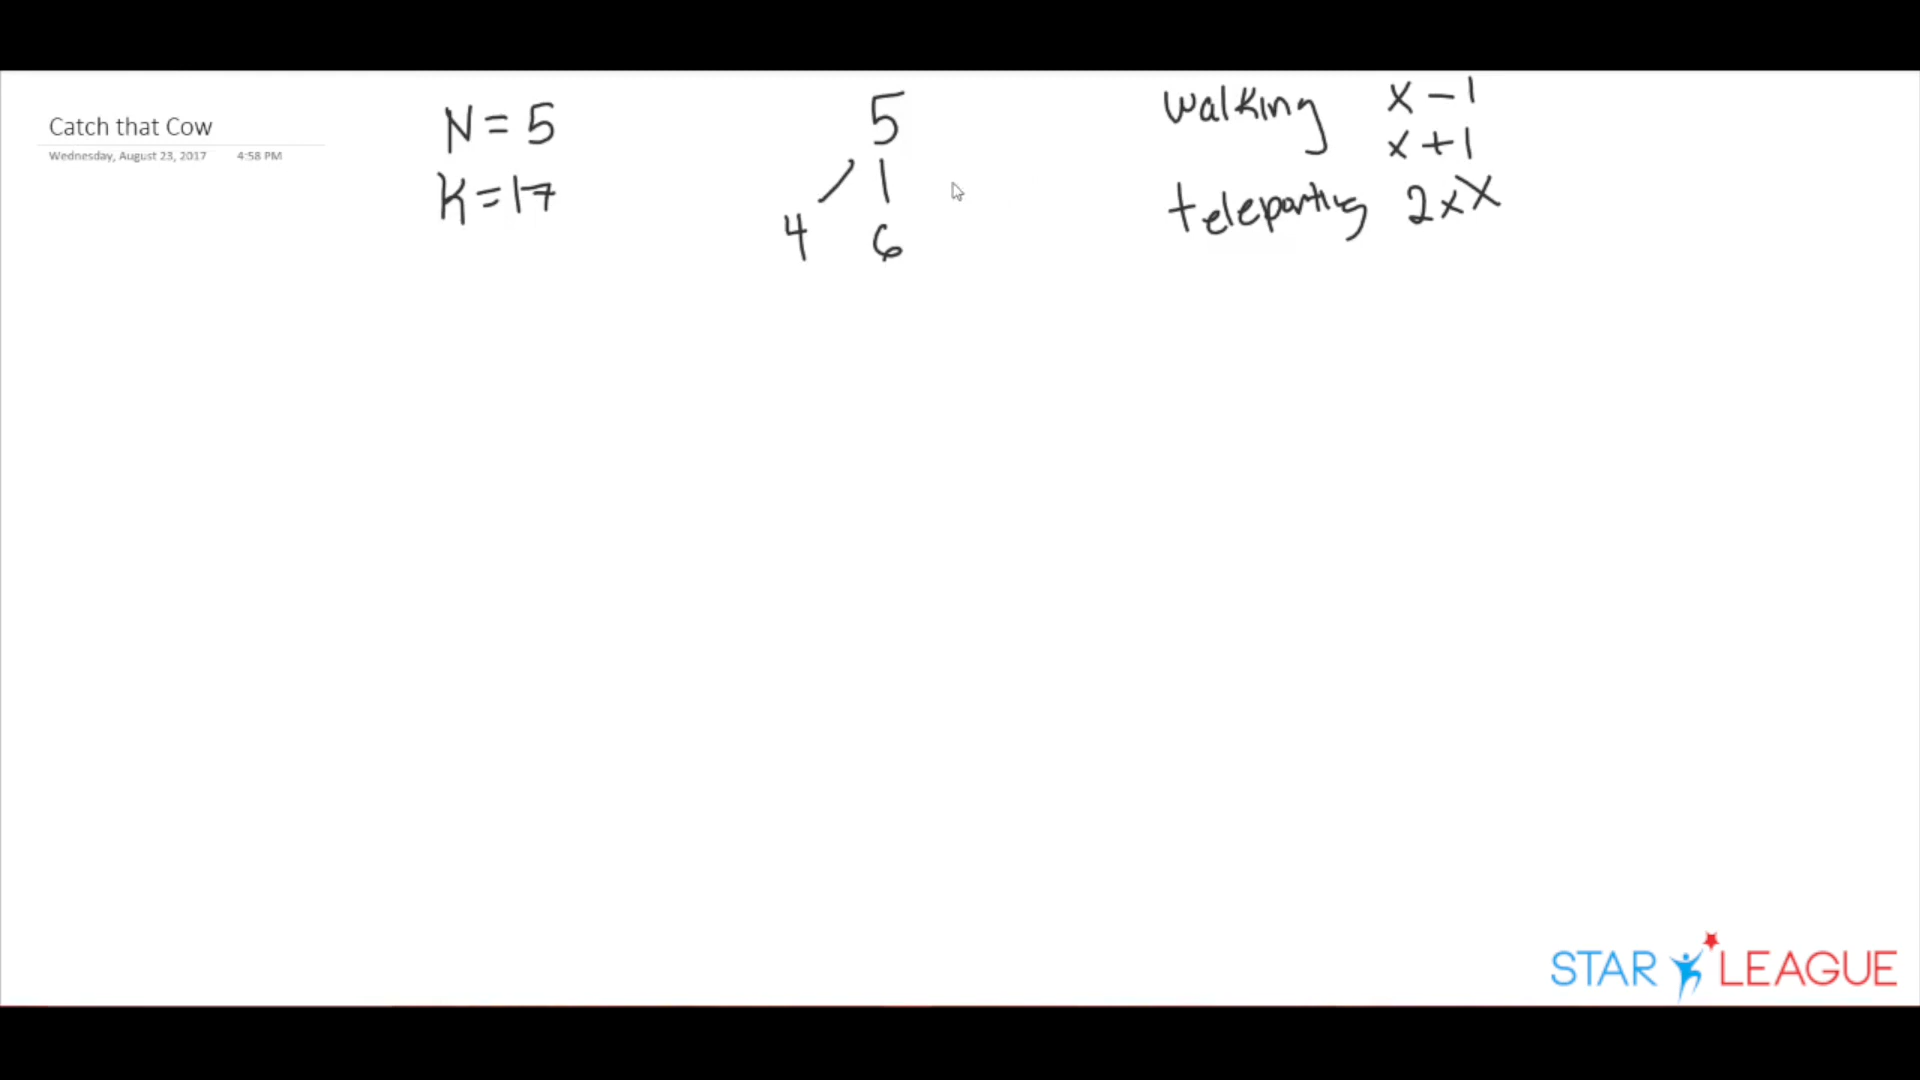 Catch that Cow
Wednesday, August 23, 2017 4:58 PM
N = 5
K = 17
5
4 6
walking x - 1
x + 1
teleporting 2 x X
STAR LEAGUE